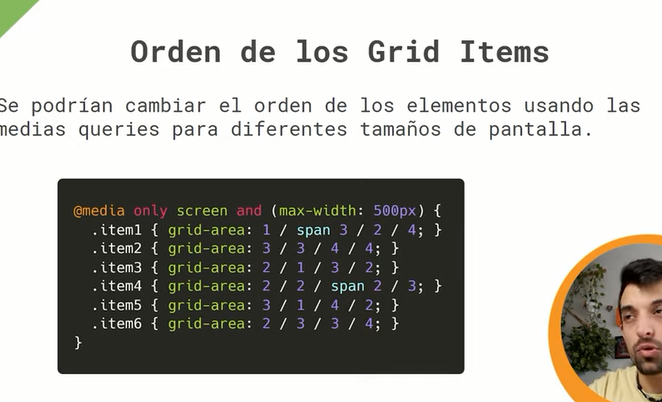 Orden de los Grid Items
Se podrían cambiar el orden de los elementos usando las
medias queries para diferentes tamaños de pantalla.
@media only screen and (max-width: 500px) {
.item1 { grid-area: 1 / span 3 / 2 / 4; }
.item2 { grid-area: 3 / 3 / 4 / 4; }
.item3 { grid-area: 2 / 1 / 3 / 2; }
.item4 { grid-area: 2 / 2 / span 2 / 3; }
.item5 { grid-area: 3 / 1 / 4 / 2; }
.item6 { grid-area: 2 / 3 / 3 / 4; }
}